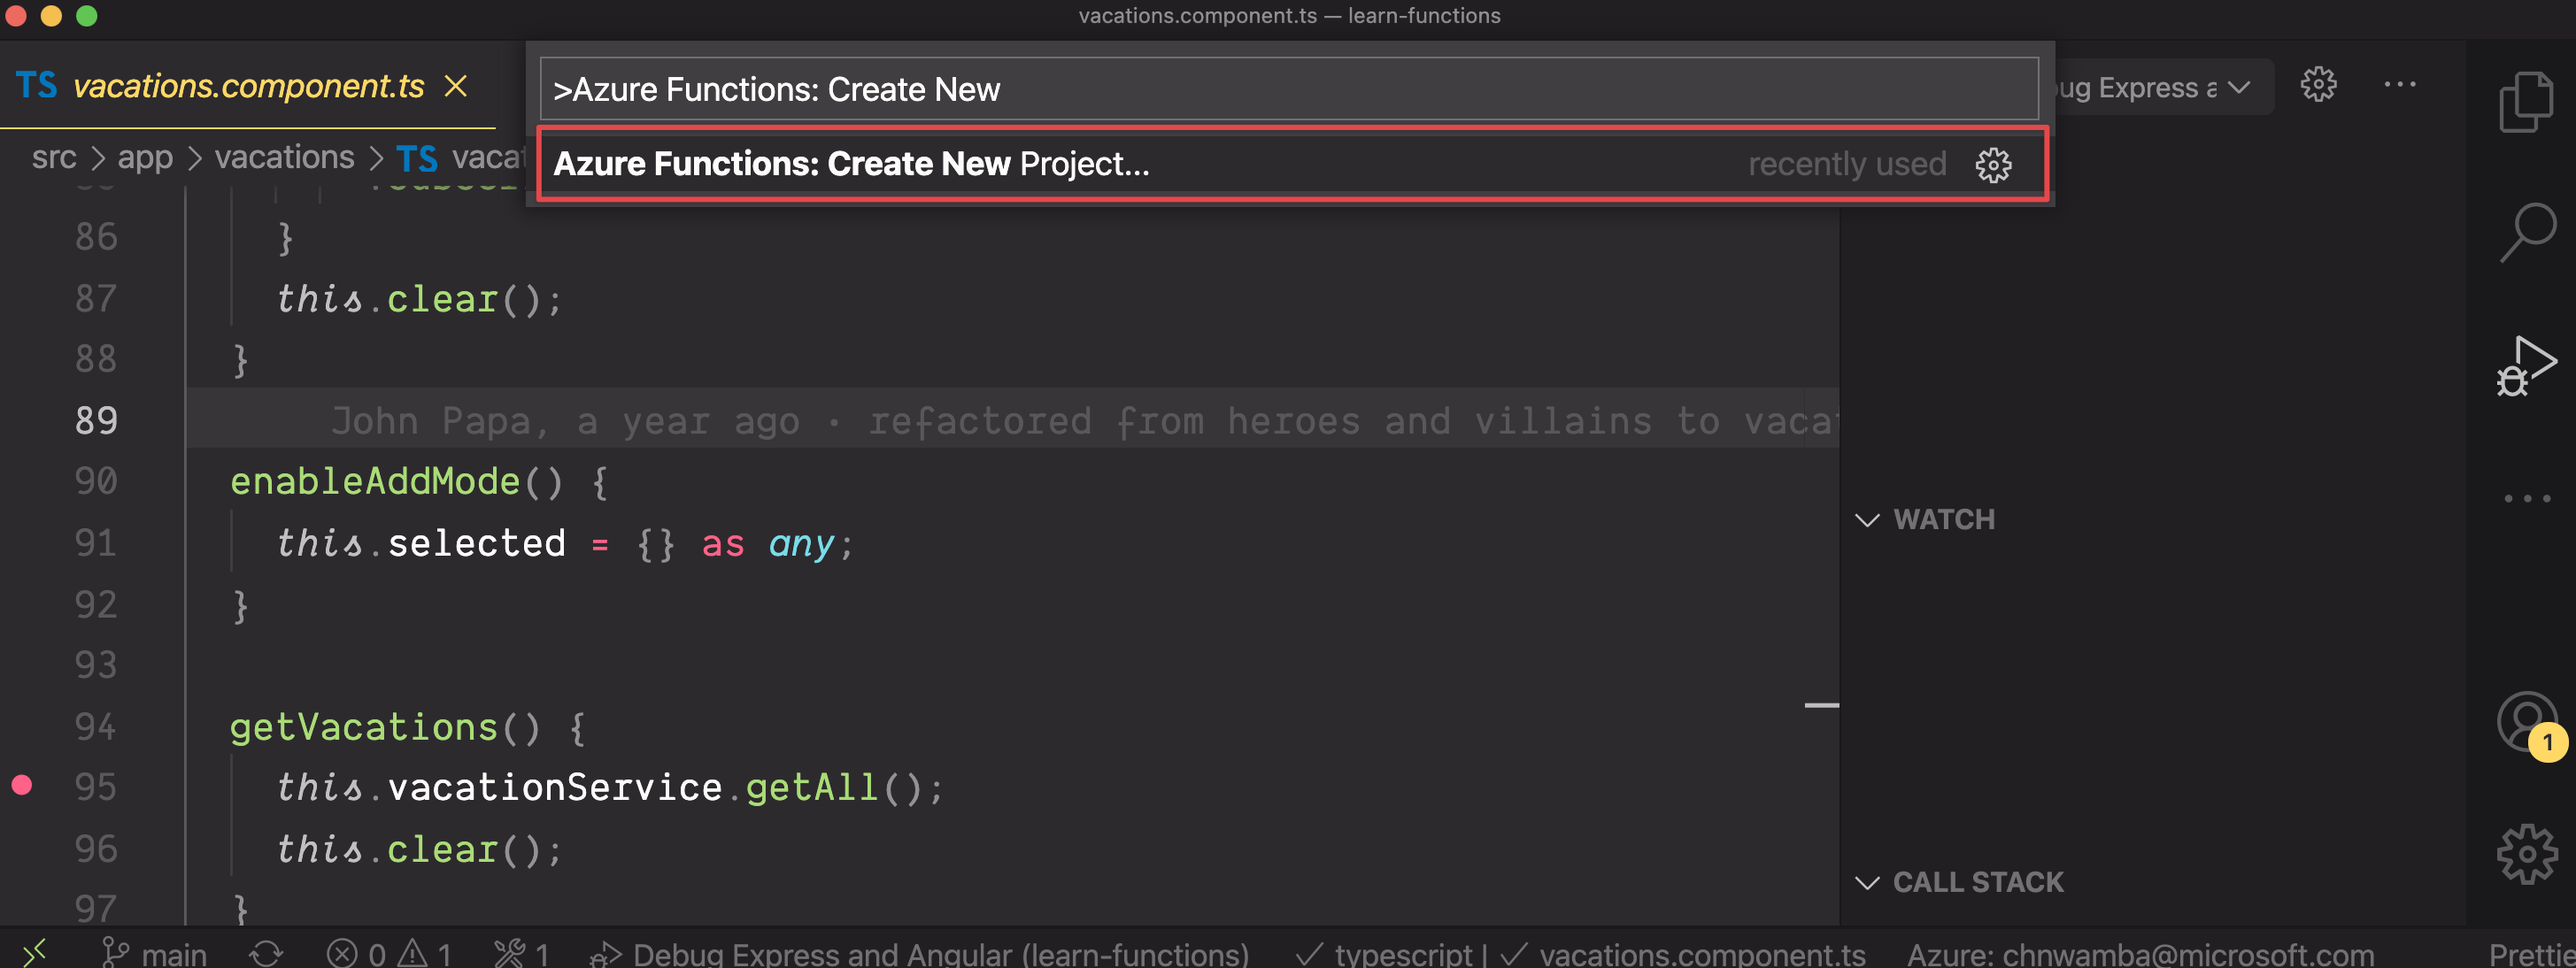 vacations.component.ts — learn-functions
TS vacations.component.ts
>Azure Functions: Create New
ug Express a
Azure Functions: Create New Project... recently used
src > app > vacations > TS vacat
86 }
87 this.clear();
88 }
89 John Papa, a year ago · refactored from heroes and villains to vacat
90 enableAddMode() {
91 this.selected = {} as any;
92 }
93
94 getVacations() {
95 this.vacationService.getAll();
96 this.clear();
97 }
WATCH
CALL STACK
1
main 0 1 1 Debug Express and Angular (learn-functions) ✓ typescript | ✓ vacations.component.ts Azure: chnwamba@microsoft.com Prettie